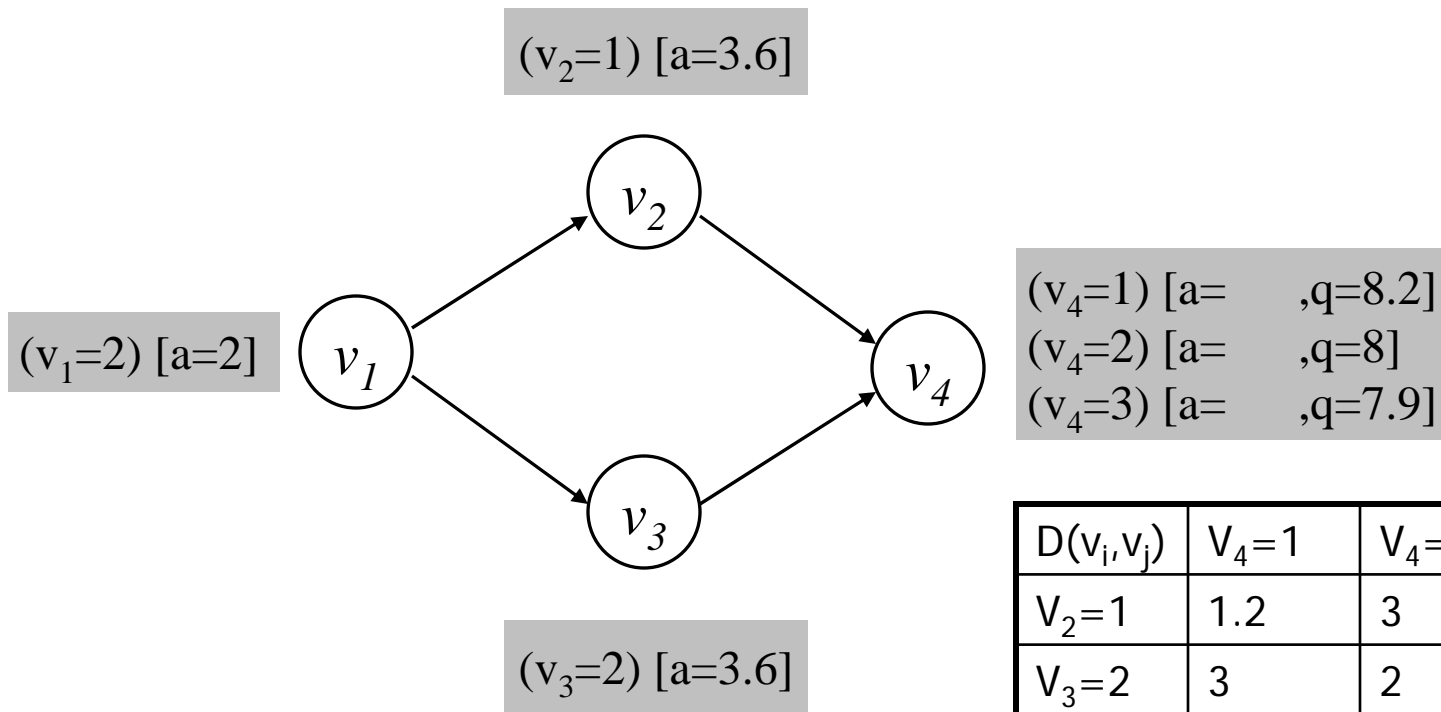 (v₂=1) [a=3.6]
v₂
(v₁=2) [a=2]
v₁
v₄
(v₄=1) [a= ,q=8.2]
(v₄=2) [a= ,q=8]
(v₄=3) [a= ,q=7.9]
v₃
(v₃=2) [a=3.6]
D(vᵢ,vⱼ) V₄=1 V₄=
V₂=1 1.2 3
V₃=2 3 2